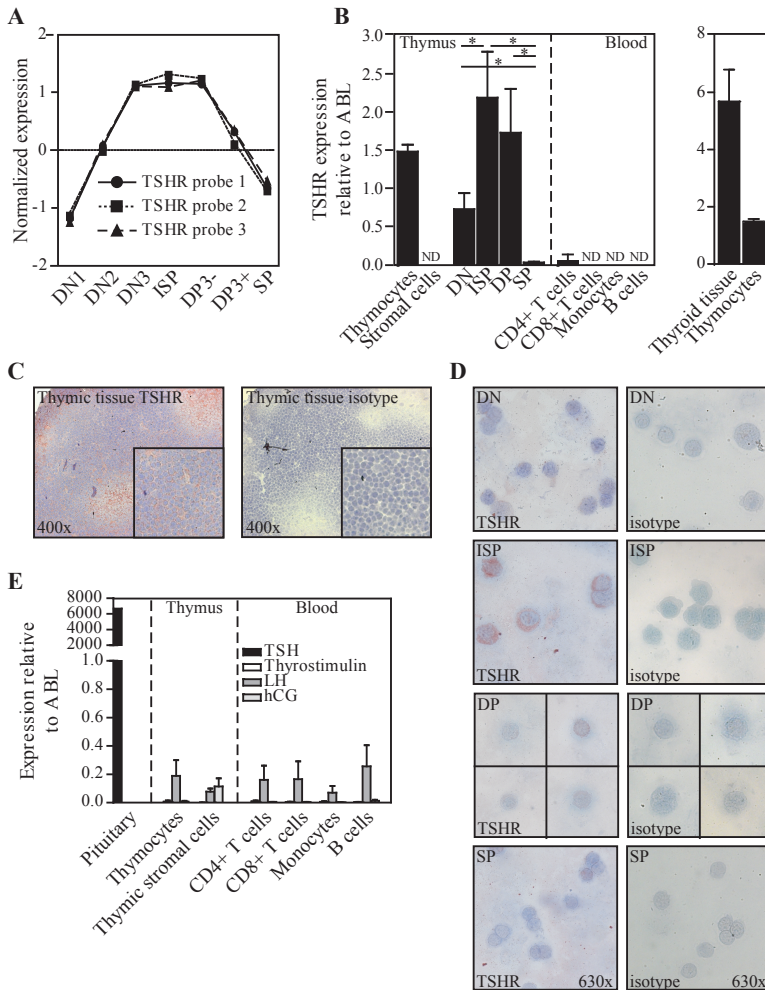 A
2
1
0
-1
-2
Normalized expression
TSHR probe 1
TSHR probe 2
TSHR probe 3
DN1
DN2
DN3
ISP
DP3-
DP3+
SP
B
Thymus
Blood
3.0
2.5
2.0
1.5
1.0
0.5
0.0
TSHR expression
relative to ABL
*
*
*
*
ND
ND
ND
ND
Thymocytes
Stromal cells
DN
ISP
DP
SP
CD4+ T cells
CD8+ T cells
Monocytes
B cells
8
6
4
2
0
Thyroid tissue
Thymocytes
C
Thymic tissue TSHR
400x
Thymic tissue isotype
400x
D
DN
TSHR
DN
isotype
ISP
TSHR
ISP
isotype
DP
TSHR
DP
isotype
SP
TSHR
630x
SP
isotype
630x
E
8000
6000
4000
2000
1.0
0.8
0.6
0.4
0.2
0.0
Expression relative
to ABL
Thymus
Blood
TSH
Thyrostimulin
LH
hCG
Pituitary
Thymocytes
Thymic stromal cells
CD4+ T cells
CD8+ T cells
Monocytes
B cells